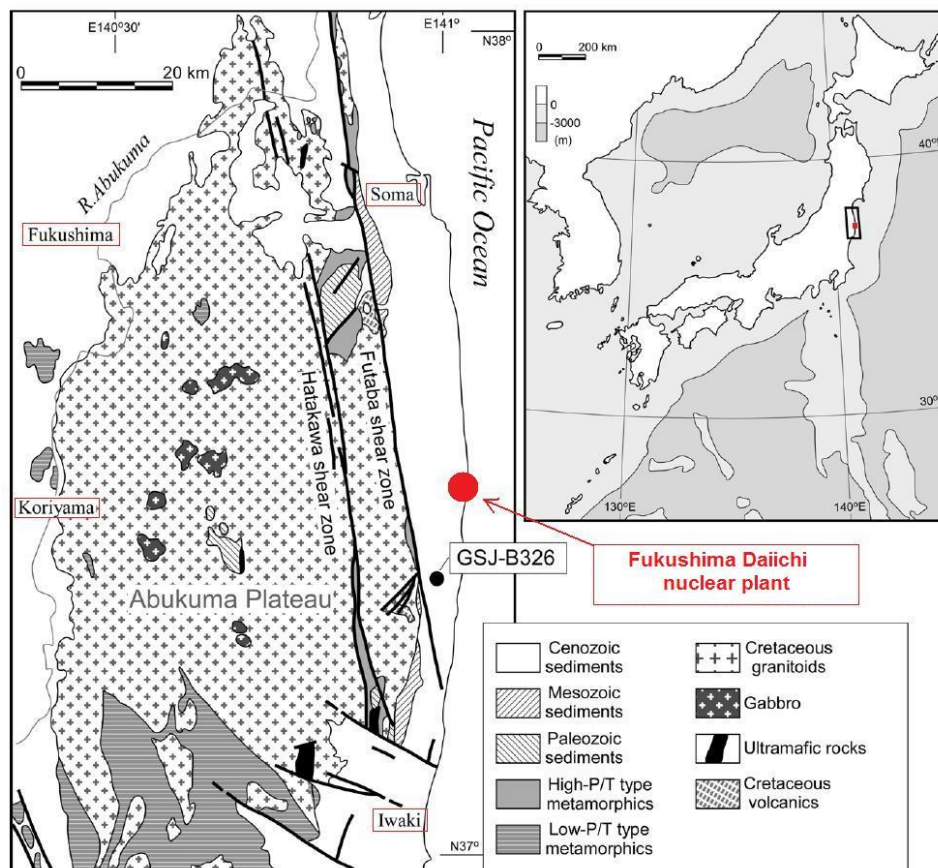 E140°30'
E141°
N38°
0 20 km
R.Abukuma
Pacific Ocean
Soma
Fukushima
Hatakawa shear zone
Futaba shear zone
Koriyama
GSJ-B326
Abukuma Plateau
Iwaki
N37°
0 200 km
0
-3000
(m)
40°N
30°N
130°E
140°E
Fukushima Daiichi
nuclear plant
Cenozoic
sediments
Mesozoic
sediments
Paleozoic
sediments
High-P/T type
metamorphics
Low-P/T type
metamorphics
Cretaceous
granitoids
Gabbro
Ultramafic rocks
Cretaceous
volcanics